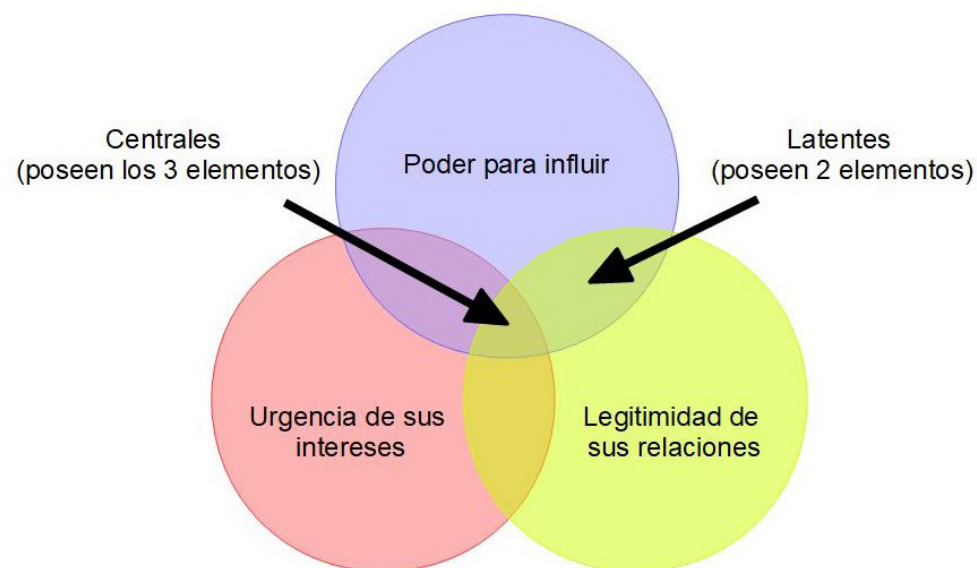 Centrales
(poseen los 3 elementos)
Poder para influir
Latentes
(poseen 2 elementos)
Urgencia de sus
intereses
Legitimidad de
sus relaciones